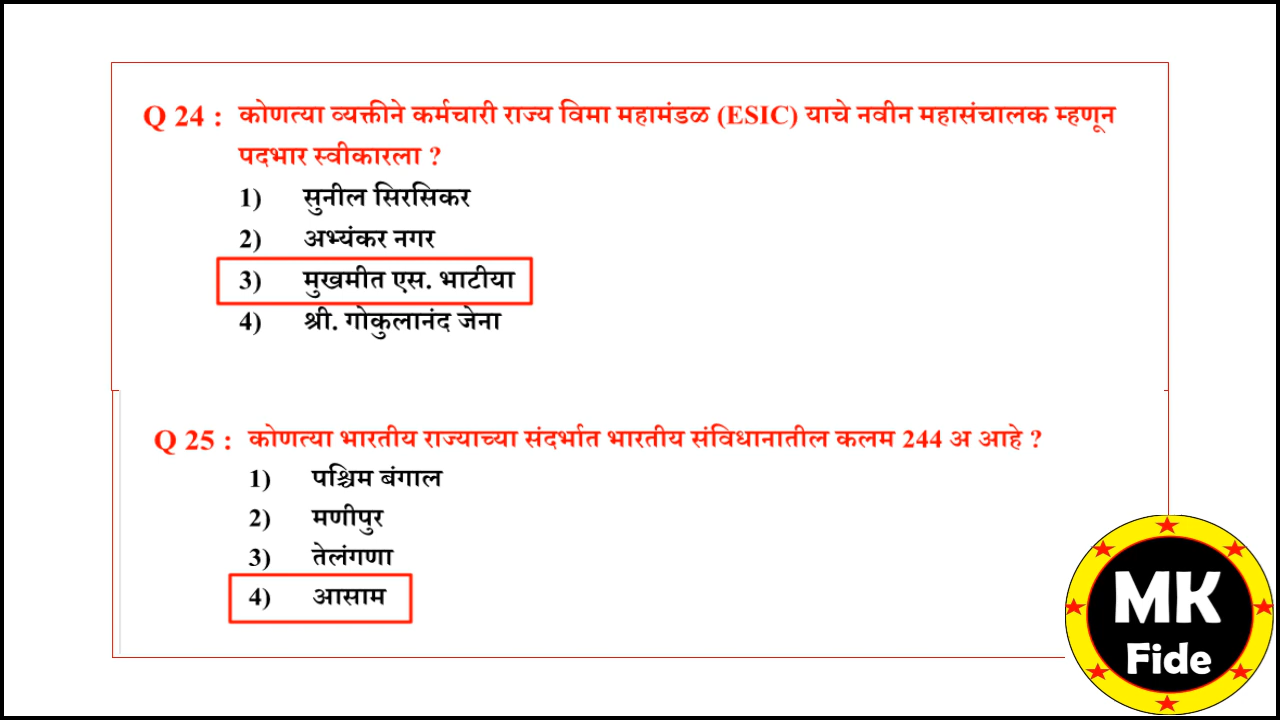 Q 24 : कोणत्या व्यक्तीने कर्मचारी राज्य विमा महामंडळ (ESIC) याचे नवीन महासंचालक म्हणून
पदभार स्वीकारला ?
1) सुनील सिरसिकर
2) अभ्यंकर नगर
3) मुखमीत एस. भाटीया
4) श्री. गोकुलानंद जेना
Q 25 : कोणत्या भारतीय राज्याच्या संदर्भात भारतीय संविधानातील कलम 244 अ आहे ?
1) पश्चिम बंगाल
2) मणीपुर
3) तेलंगणा
4) आसाम
MK
Fide